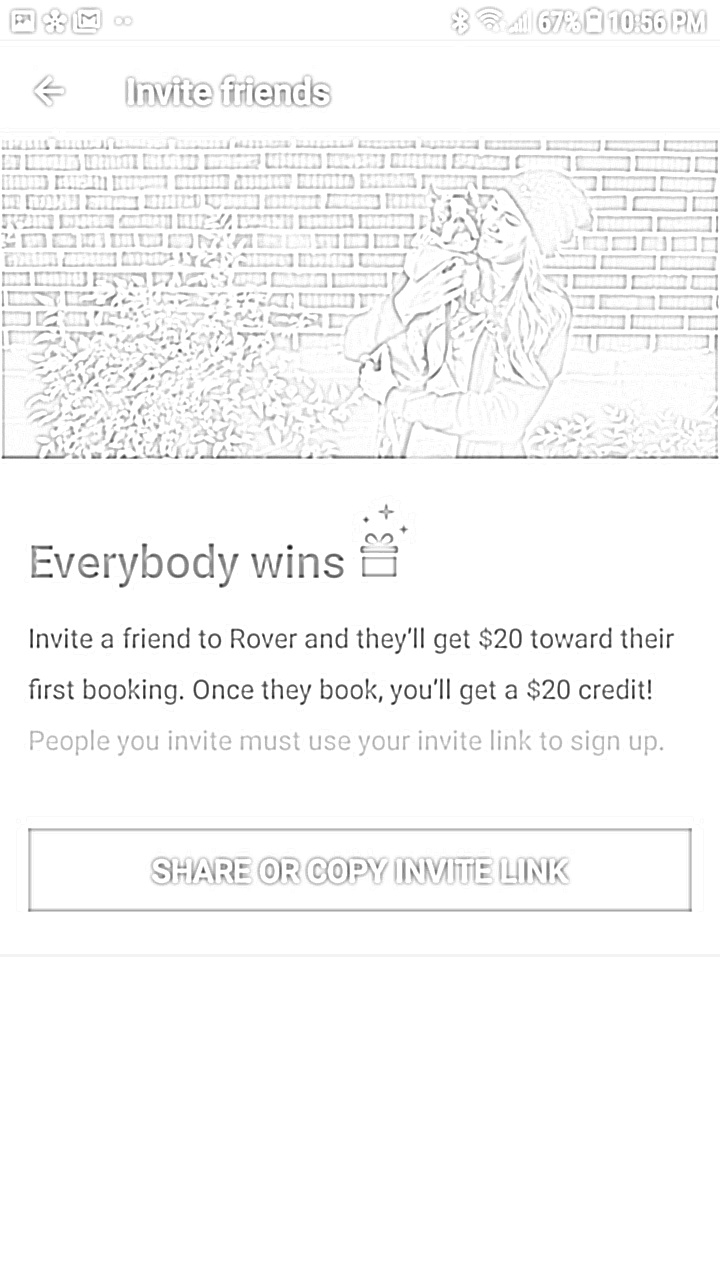 67% 10:56 PM
Invite friends
Everybody wins
Invite a friend to Rover and they'll get $20 toward their
first booking. Once they book, you'll get a $20 credit!
People you invite must use your invite link to sign up.
SHARE OR COPY INVITE LINK